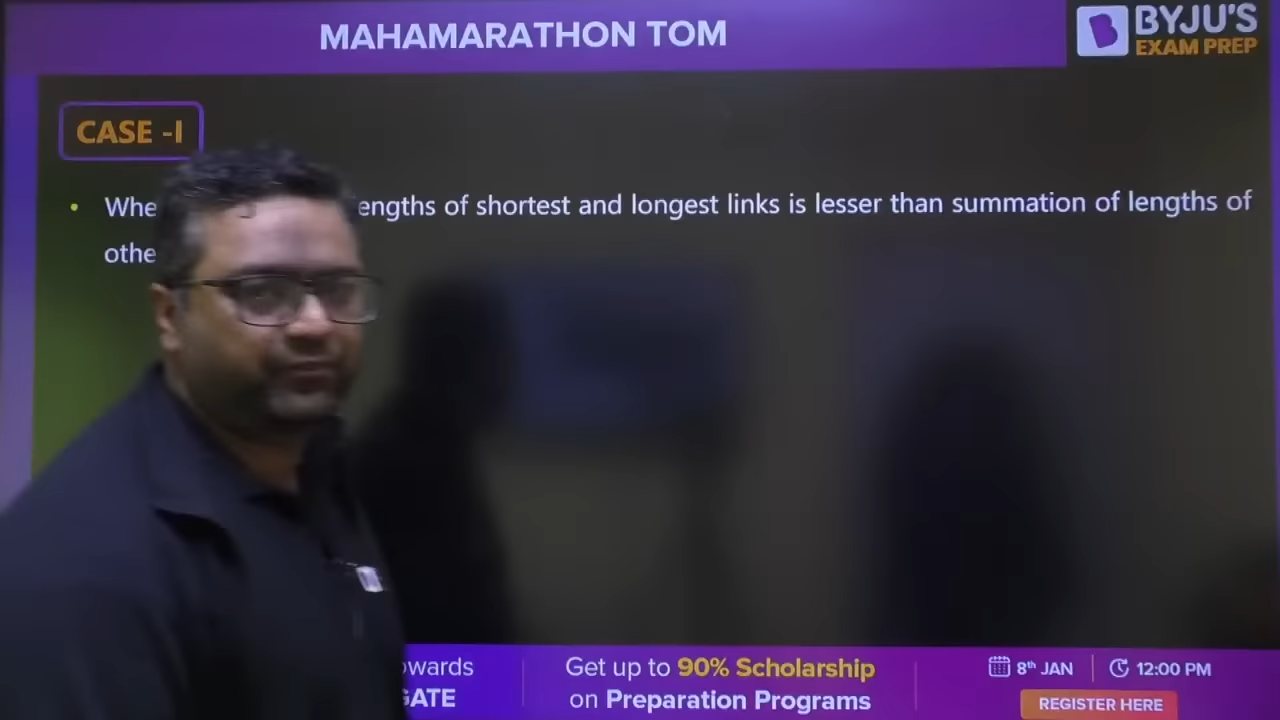 MAHAMARATHON TOM
BYJU'S
EXAM PREP
CASE -I
• Whe engths of shortest and longest links is lesser than summation of lengths of
othe
owards
GATE
Get up to 90% Scholarship
on Preparation Programs
8th JAN
12:00 PM
REGISTER HERE